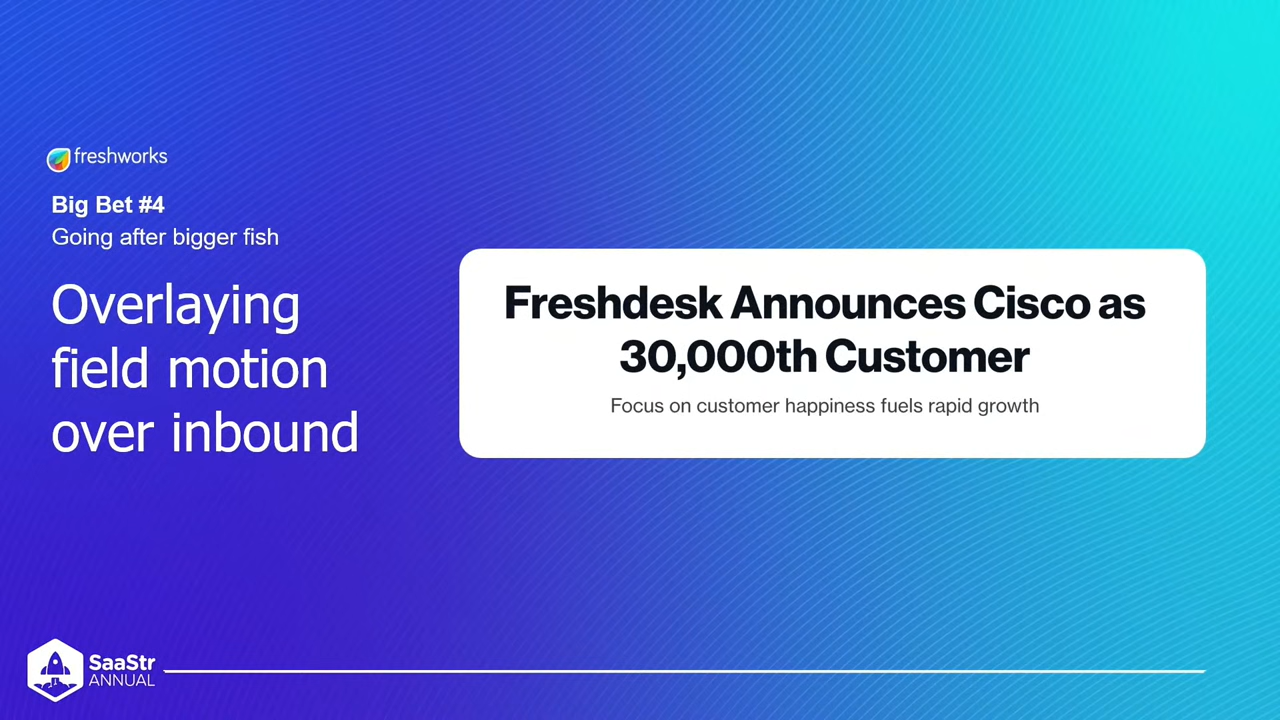 freshworks
Big Bet #4
Going after bigger fish
Overlaying
field motion
over inbound
Freshdesk Announces Cisco as
30,000th Customer
Focus on customer happiness fuels rapid growth
SaaStr
ANNUAL